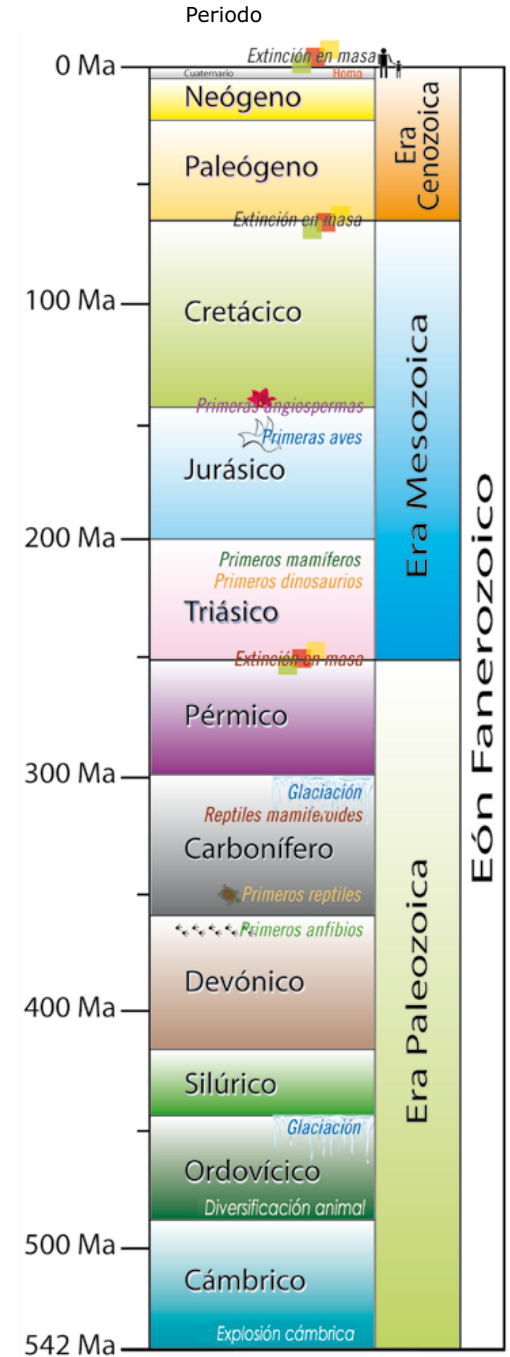 Periodo
Extinción en masa
0 Ma
Cuaternario
Homo
Neógeno
Era
Cenozoica
Paleógeno
Extinción en masa
100 Ma
Cretácico
Primeras angiospermas
Era Mesozoica
Primeras aves
Jurásico
200 Ma
Primeros mamíferos
Primeros dinosaurios
Triásico
Extinción en masa
Eón Fanerozoico
Pérmico
300 Ma
Glaciación
Reptiles mamiferoides
Carbonífero
Primeros reptiles
Primeros anfibios
Era Paleozoica
Devónico
400 Ma
Silúrico
Glaciación
Ordovícico
Diversificación animal
500 Ma
Cámbrico
Explosión cámbrica
542 Ma